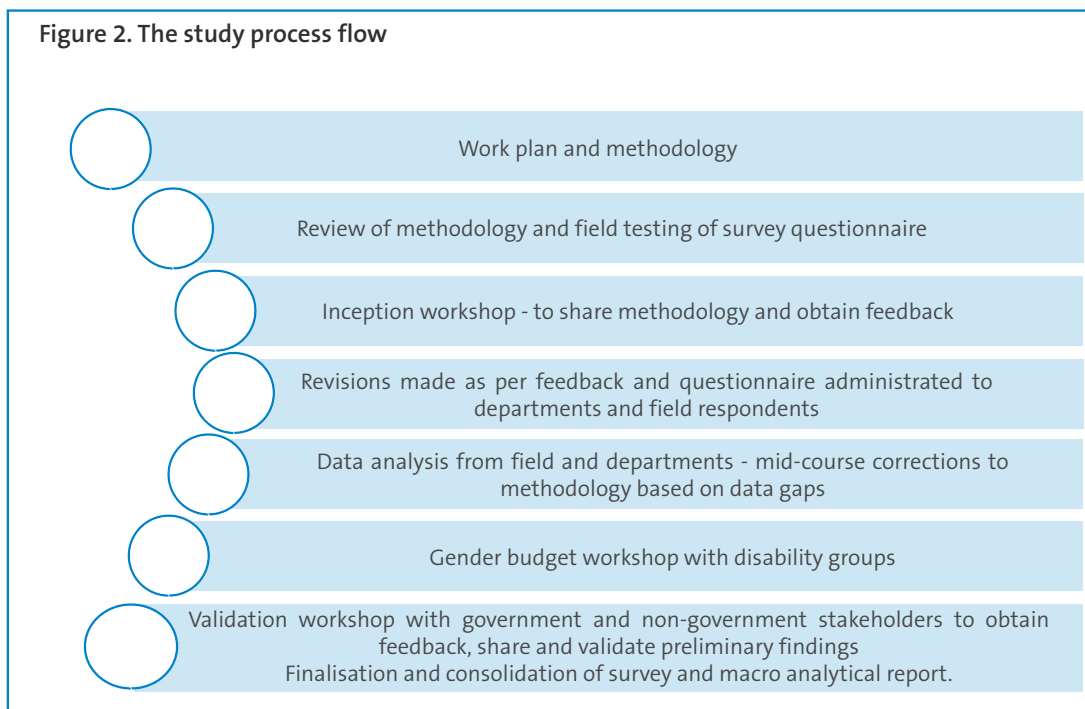 Figure 2. The study process flow
Work plan and methodology
Review of methodology and field testing of survey questionnaire
Inception workshop - to share methodology and obtain feedback
Revisions made as per feedback and questionnaire administrated to
departments and field respondents
Data analysis from field and departments - mid-course corrections to
methodology based on data gaps
Gender budget workshop with disability groups
Validation workshop with government and non-government stakeholders to obtain
feedback, share and validate preliminary findings
Finalisation and consolidation of survey and macro analytical report.